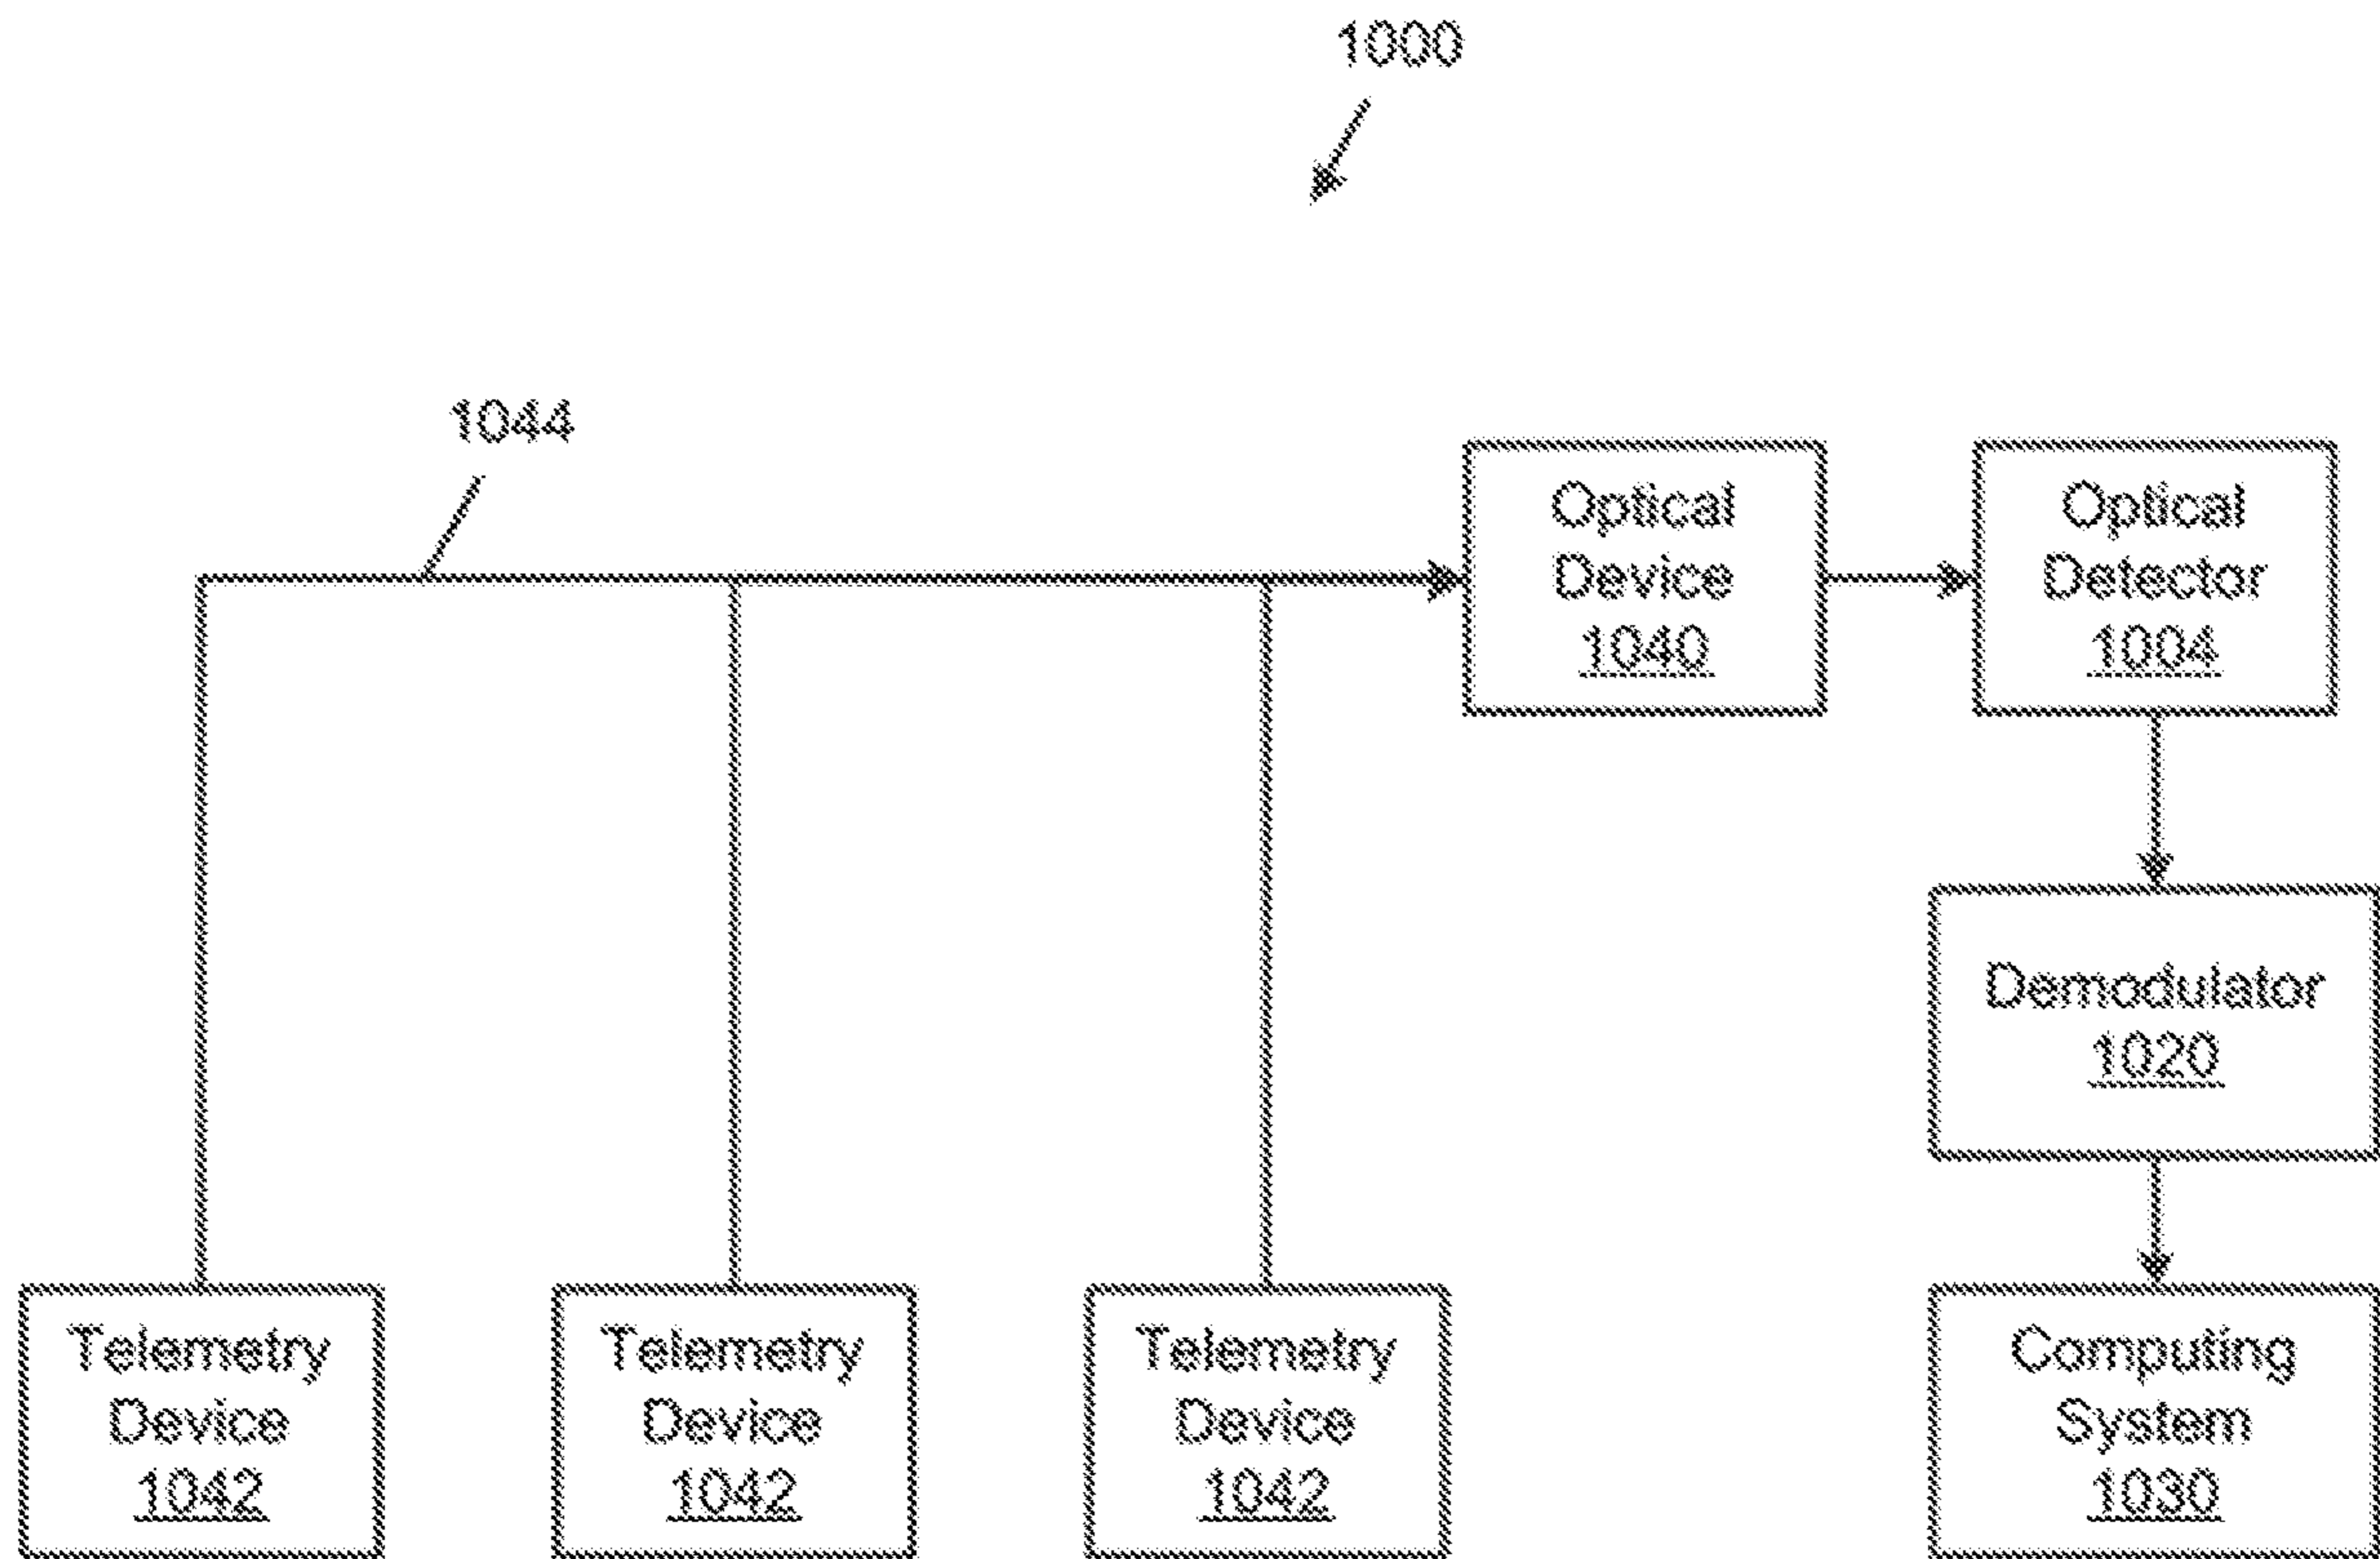 1000
1044
Optical
Device
1040
Optical
Detector
1004
Demodulator
1020
Telemetry
Device
1042
Telemetry
Device
1042
Telemetry
Device
1042
Computing
System
1030